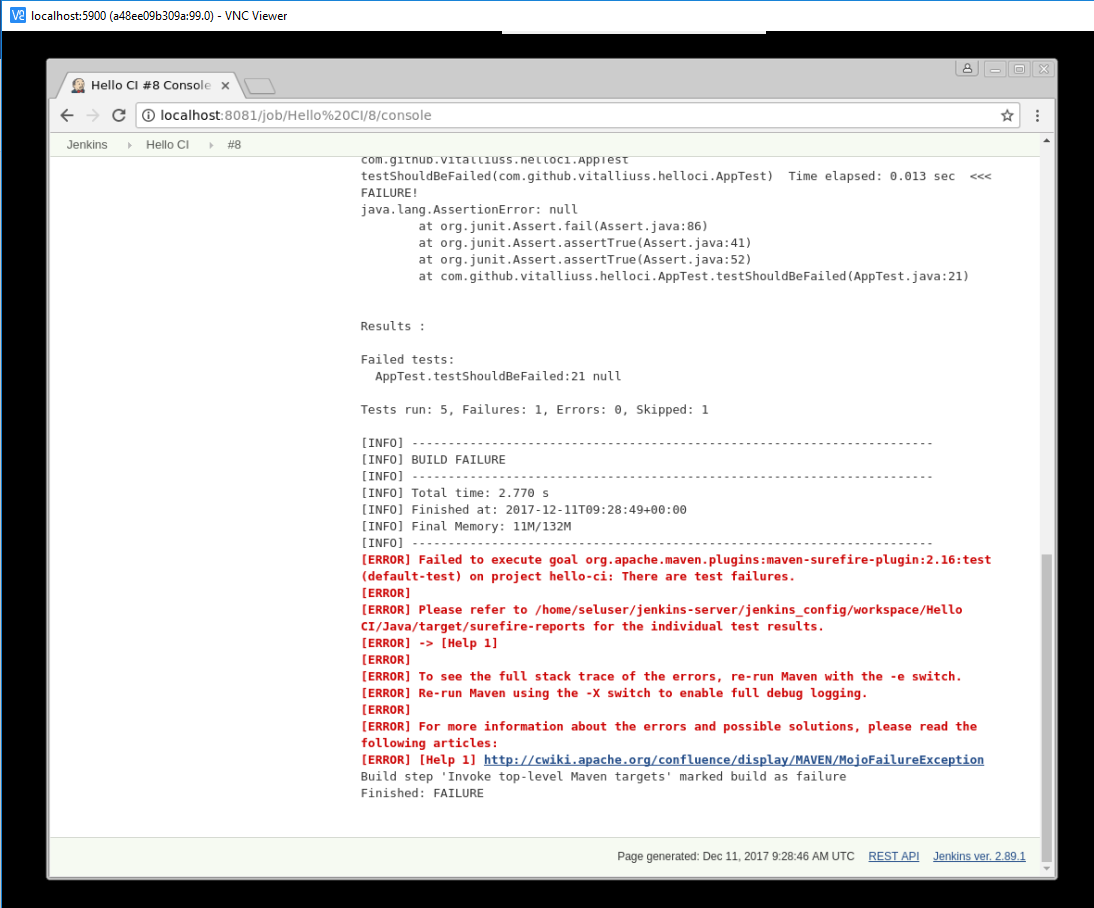 localhost:5900 (a48ee09b309a:99.0) - VNC Viewer
Hello CI #8 Console
localhost:8081/job/Hello%20CI/8/console
Jenkins Hello CI #8
com.github.vitalliuss.helloci.AppTest
testShouldBeFailed(com.github.vitalliuss.helloci.AppTest)  Time elapsed: 0.013 sec  <<<
FAILURE!
java.lang.AssertionError: null
        at org.junit.Assert.fail(Assert.java:86)
        at org.junit.Assert.assertTrue(Assert.java:41)
        at org.junit.Assert.assertTrue(Assert.java:52)
        at com.github.vitalliuss.helloci.AppTest.testShouldBeFailed(AppTest.java:21)
Results :
Failed tests:
  AppTest.testShouldBeFailed:21 null
Tests run: 5, Failures: 1, Errors: 0, Skipped: 1
[INFO] ------------------------------------------------------------------------
[INFO] BUILD FAILURE
[INFO] ------------------------------------------------------------------------
[INFO] Total time: 2.770 s
[INFO] Finished at: 2017-12-11T09:28:49+00:00
[INFO] Final Memory: 11M/132M
[INFO] ------------------------------------------------------------------------
[ERROR] Failed to execute goal org.apache.maven.plugins:maven-surefire-plugin:2.16:test
(default-test) on project hello-ci: There are test failures.
[ERROR]
[ERROR] Please refer to /home/seluser/jenkins-server/jenkins_config/workspace/Hello
CI/Java/target/surefire-reports for the individual test results.
[ERROR] -> [Help 1]
[ERROR]
[ERROR] To see the full stack trace of the errors, re-run Maven with the -e switch.
[ERROR] Re-run Maven using the -X switch to enable full debug logging.
[ERROR]
[ERROR] For more information about the errors and possible solutions, please read the
following articles:
[ERROR] [Help 1] http://cwiki.apache.org/confluence/display/MAVEN/MojoFailureException
Build step 'Invoke top-level Maven targets' marked build as failure
Finished: FAILURE
Page generated: Dec 11, 2017 9:28:46 AM UTC REST API Jenkins ver. 2.89.1